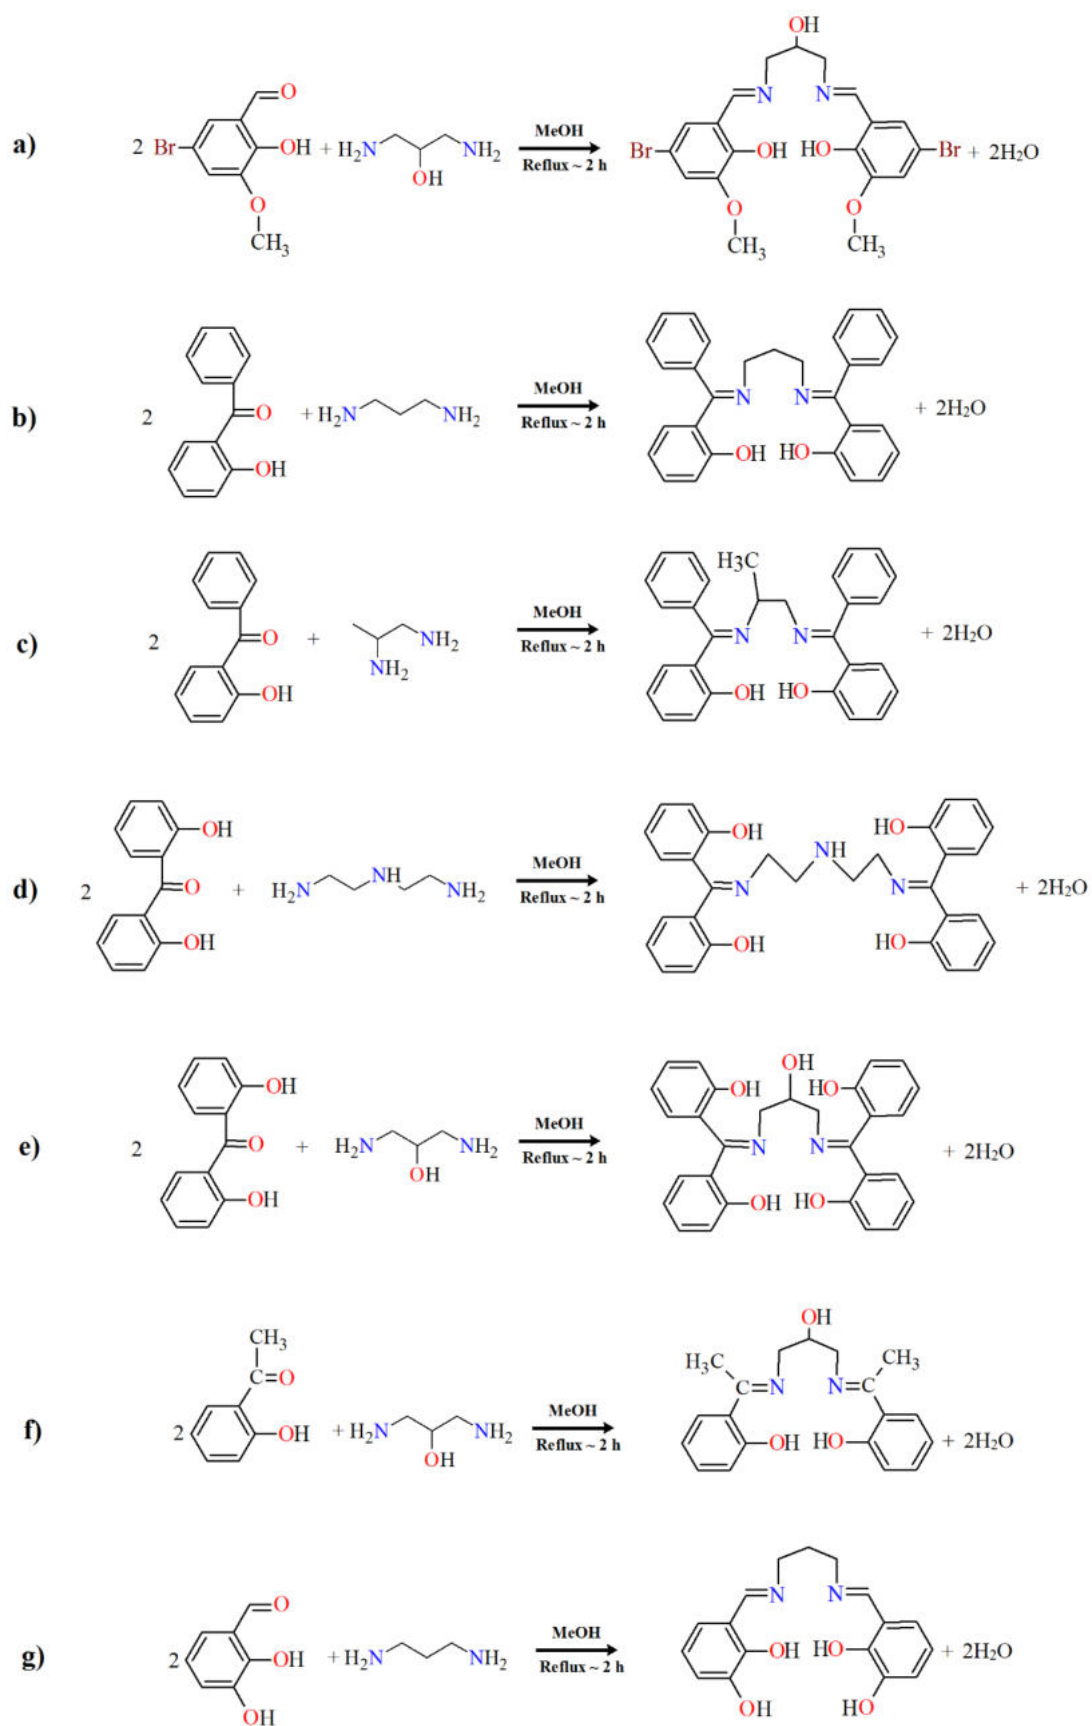 a)
2 Br O OH O CH₃ + H₂N OH NH₂ MeOH Reflux ~ 2 h OH N N Br OH HO Br O CH₃ O CH₃ + 2H₂O
b)
2 O OH + H₂N NH₂ MeOH Reflux ~ 2 h N N OH HO + 2H₂O
c)
2 O OH + NH₂ NH₂ MeOH Reflux ~ 2 h H3C N N OH HO + 2H₂O
d)
2 OH O OH + H₂N NH NH₂ MeOH Reflux ~ 2 h OH HO NH N N OH HO + 2H₂O
e)
2 OH O OH + H₂N OH NH₂ MeOH Reflux ~ 2 h OH OH HO N N OH HO + 2H₂O
f)
2 CH₃ C O OH + H₂N OH NH₂ MeOH Reflux ~ 2 h OH H₃C CH₃ C N N C OH HO + 2H₂O
g)
2 O OH OH + H₂N NH₂ MeOH Reflux ~ 2 h N N OH HO OH HO + 2H₂O